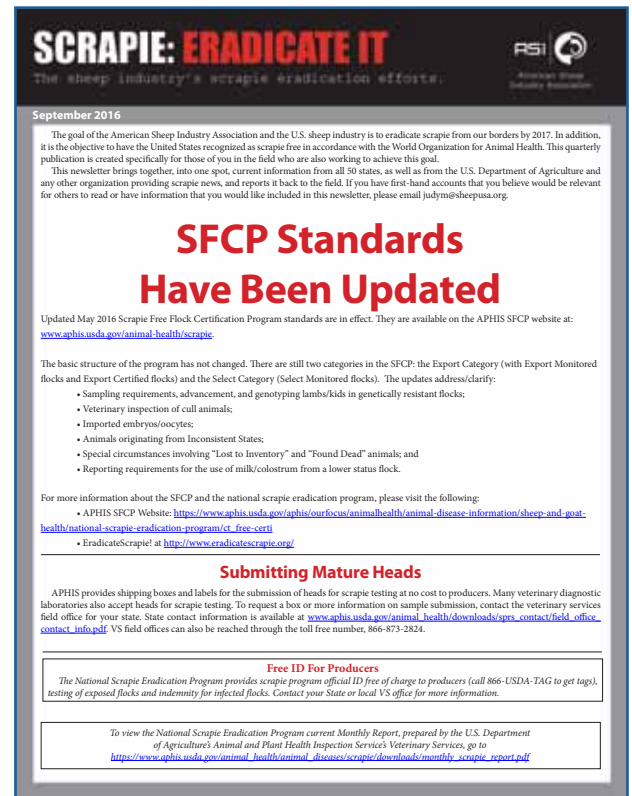 SCRAPIE: ERADICATE IT
The sheep industry's scrapie eradication efforts.
ASI
American Sheep
Industry Association
September 2016
The goal of the American Sheep Industry Association and the U.S. sheep industry is to eradicate scrapie from our borders by 2017. In addition,
it is the objective to have the United States recognized as scrapie free in accordance with the World Organization for Animal Health. This quarterly
publication is created specifically for those of you in the field who are also working to achieve this goal.
This newsletter brings together, into one spot, current information from all 50 states, as well as from the U.S. Department of Agriculture and
any other organization providing scrapie news, and reports it back to the field. If you have first-hand accounts that you believe would be relevant
for others to read or have information that you would like included in this newsletter, please email judym@sheepusa.org.
SFCP Standards
Have Been Updated
Updated May 2016 Scrapie Free Flock Certification Program standards are in effect. They are available on the APHIS SFCP website at:
www.aphis.usda.gov/animal-health/scrapie.
The basic structure of the program has not changed. There are still two categories in the SFCP: the Export Category (with Export Monitored
flocks and Export Certified flocks) and the Select Category (Select Monitored flocks). The updates address/clarify:
• Sampling requirements, advancement, and genotyping lambs/kids in genetically resistant flocks;
• Veterinary inspection of cull animals;
• Imported embryos/oocytes;
• Animals originating from Inconsistent States;
• Special circumstances involving "Lost to Inventory" and "Found Dead" animals; and
• Reporting requirements for the use of milk/colostrum from a lower status flock.
For more information about the SFCP and the national scrapie eradication program, please visit the following:
• APHIS SFCP Website: https://www.aphis.usda.gov/aphis/ourfocus/animalhealth/animal-disease-information/sheep-and-goat-
health/national-scrapie-eradication-program/ct_free-certi
• EradicateScrapie! at http://www.eradicatescrapie.org/
Submitting Mature Heads
APHIS provides shipping boxes and labels for the submission of heads for scrapie testing at no cost to producers. Many veterinary diagnostic
laboratories also accept heads for scrapie testing. To request a box or more information on sample submission, contact the veterinary services
field office for your state. State contact information is available at www.aphis.usda.gov/animal_health/downloads/sprs_contact/field_office_
contact_info.pdf. VS field offices can also be reached through the toll free number, 866-873-2824.
Free ID For Producers
The National Scrapie Eradication Program provides scrapie program official ID free of charge to producers (call 866-USDA-TAG to get tags),
testing of exposed flocks and indemnity for infected flocks. Contact your State or local VS office for more information.
To view the National Scrapie Eradication Program current Monthly Report, prepared by the U.S. Department
of Agriculture's Animal and Plant Health Inspection Service's Veterinary Services, go to
https://www.aphis.usda.gov/animal_health/animal_diseases/scrapie/downloads/monthly_scrapie_report.pdf